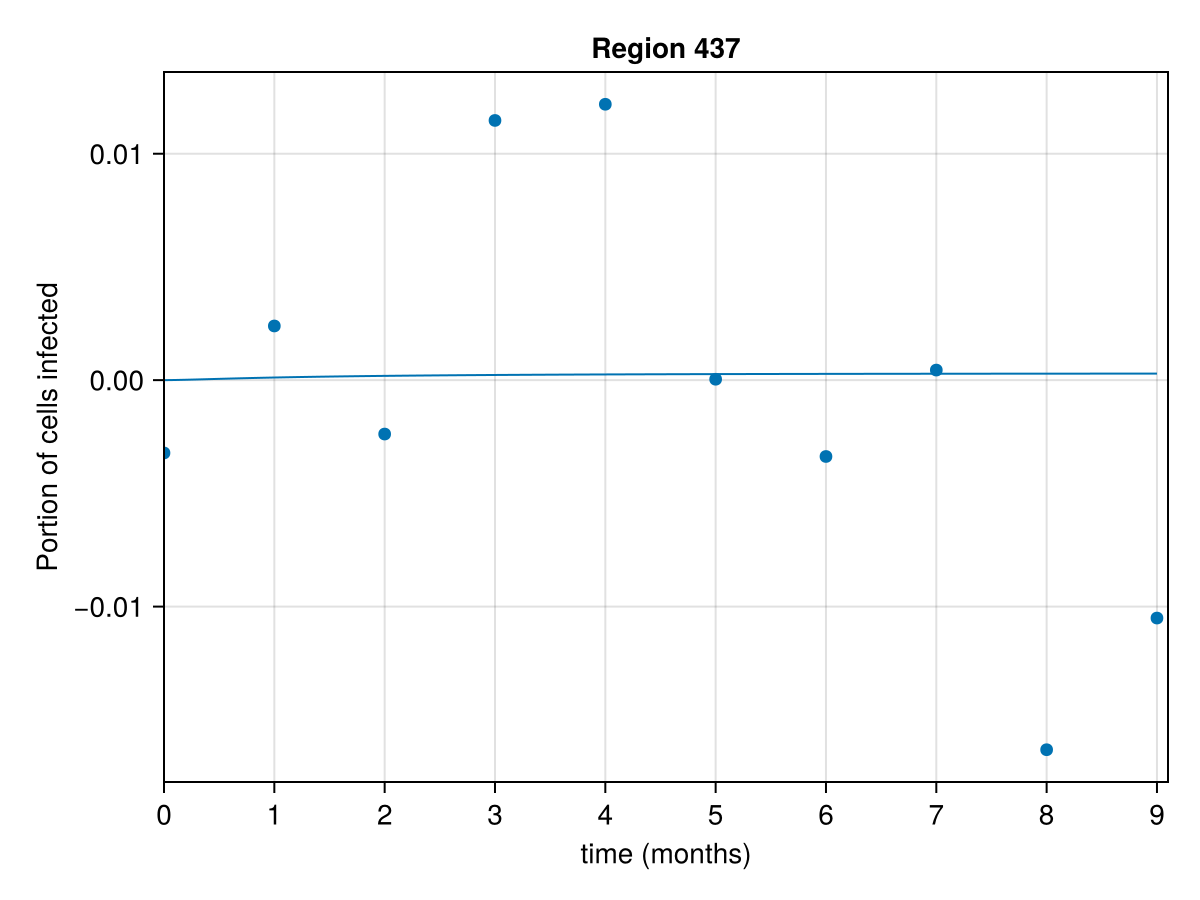 Region 437
Portion of cells infected
0.01
0.00
−0.01
0 1 2 3 4 5 6 7 8 9
time (months)